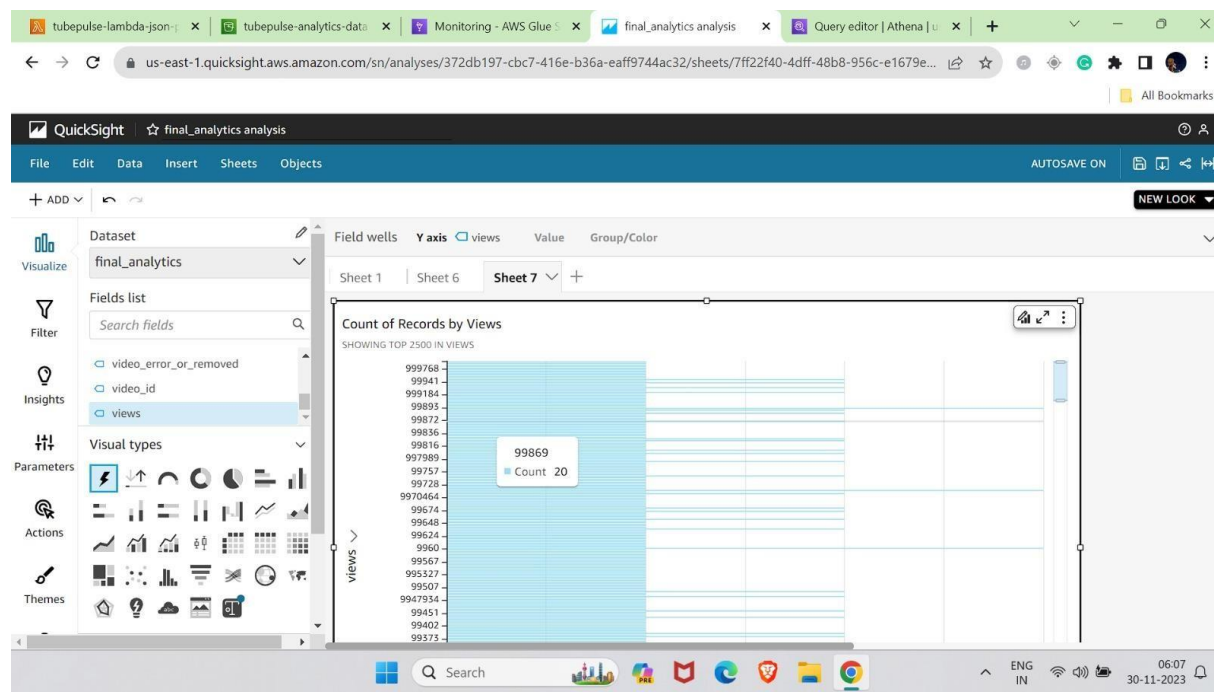 tubepulse-lambda-json-p
tubepulse-analytics-data
Monitoring - AWS Glue S
final_analytics analysis
Query editor | Athena | u
us-east-1.quicksight.aws.amazon.com/sn/analyses/372db197-cbc7-416e-b36a-eaff9744ac32/sheets/7ff22f40-4dff-48b8-956c-e1679e...
All Bookmarks
QuickSight final_analytics analysis
File Edit Data Insert Sheets Objects AUTOSAVE ON
+ ADD NEW LOOK
Visualize
Filter
Insights
Parameters
Actions
Themes
Dataset
final_analytics
Fields list
Search fields
video_error_or_removed
video_id
views
Visual types
Field wells Y axis views Value Group/Color
Sheet 1 Sheet 6 Sheet 7 +
Count of Records by Views
SHOWING TOP 2500 IN VIEWS
999768
99941
999184
99893
99872
99836
99816
997989
99757
99728
9970464
99674
99648
99624
9960
99567
995327
99507
9947934
99451
99402
99373
views
99869
Count 20
Search
PRE
ENG
IN
06:07
30-11-2023